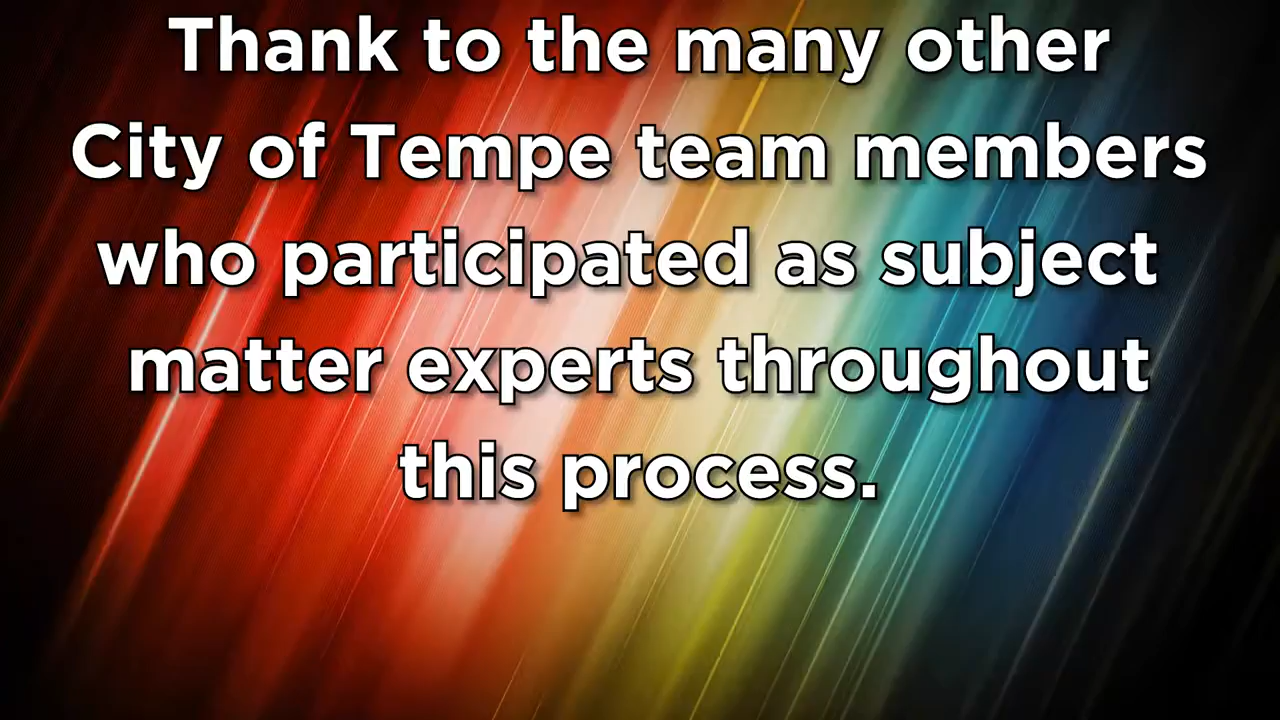 Thank to the many other
City of Tempe team members
who participated as subject
matter experts throughout
this process.